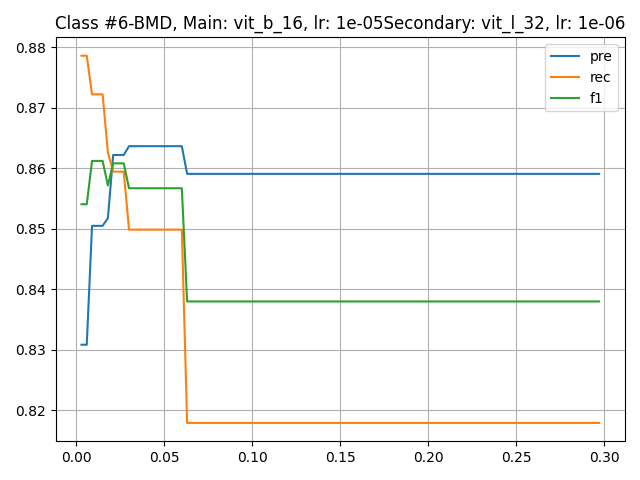 Class #6-BMD, Main: vit_b_16, lr: 1e-05Secondary: vit_l_32, lr: 1e-06
pre
rec
f1
0.88
0.87
0.86
0.85
0.84
0.83
0.82
0.00 0.05 0.10 0.15 0.20 0.25 0.30